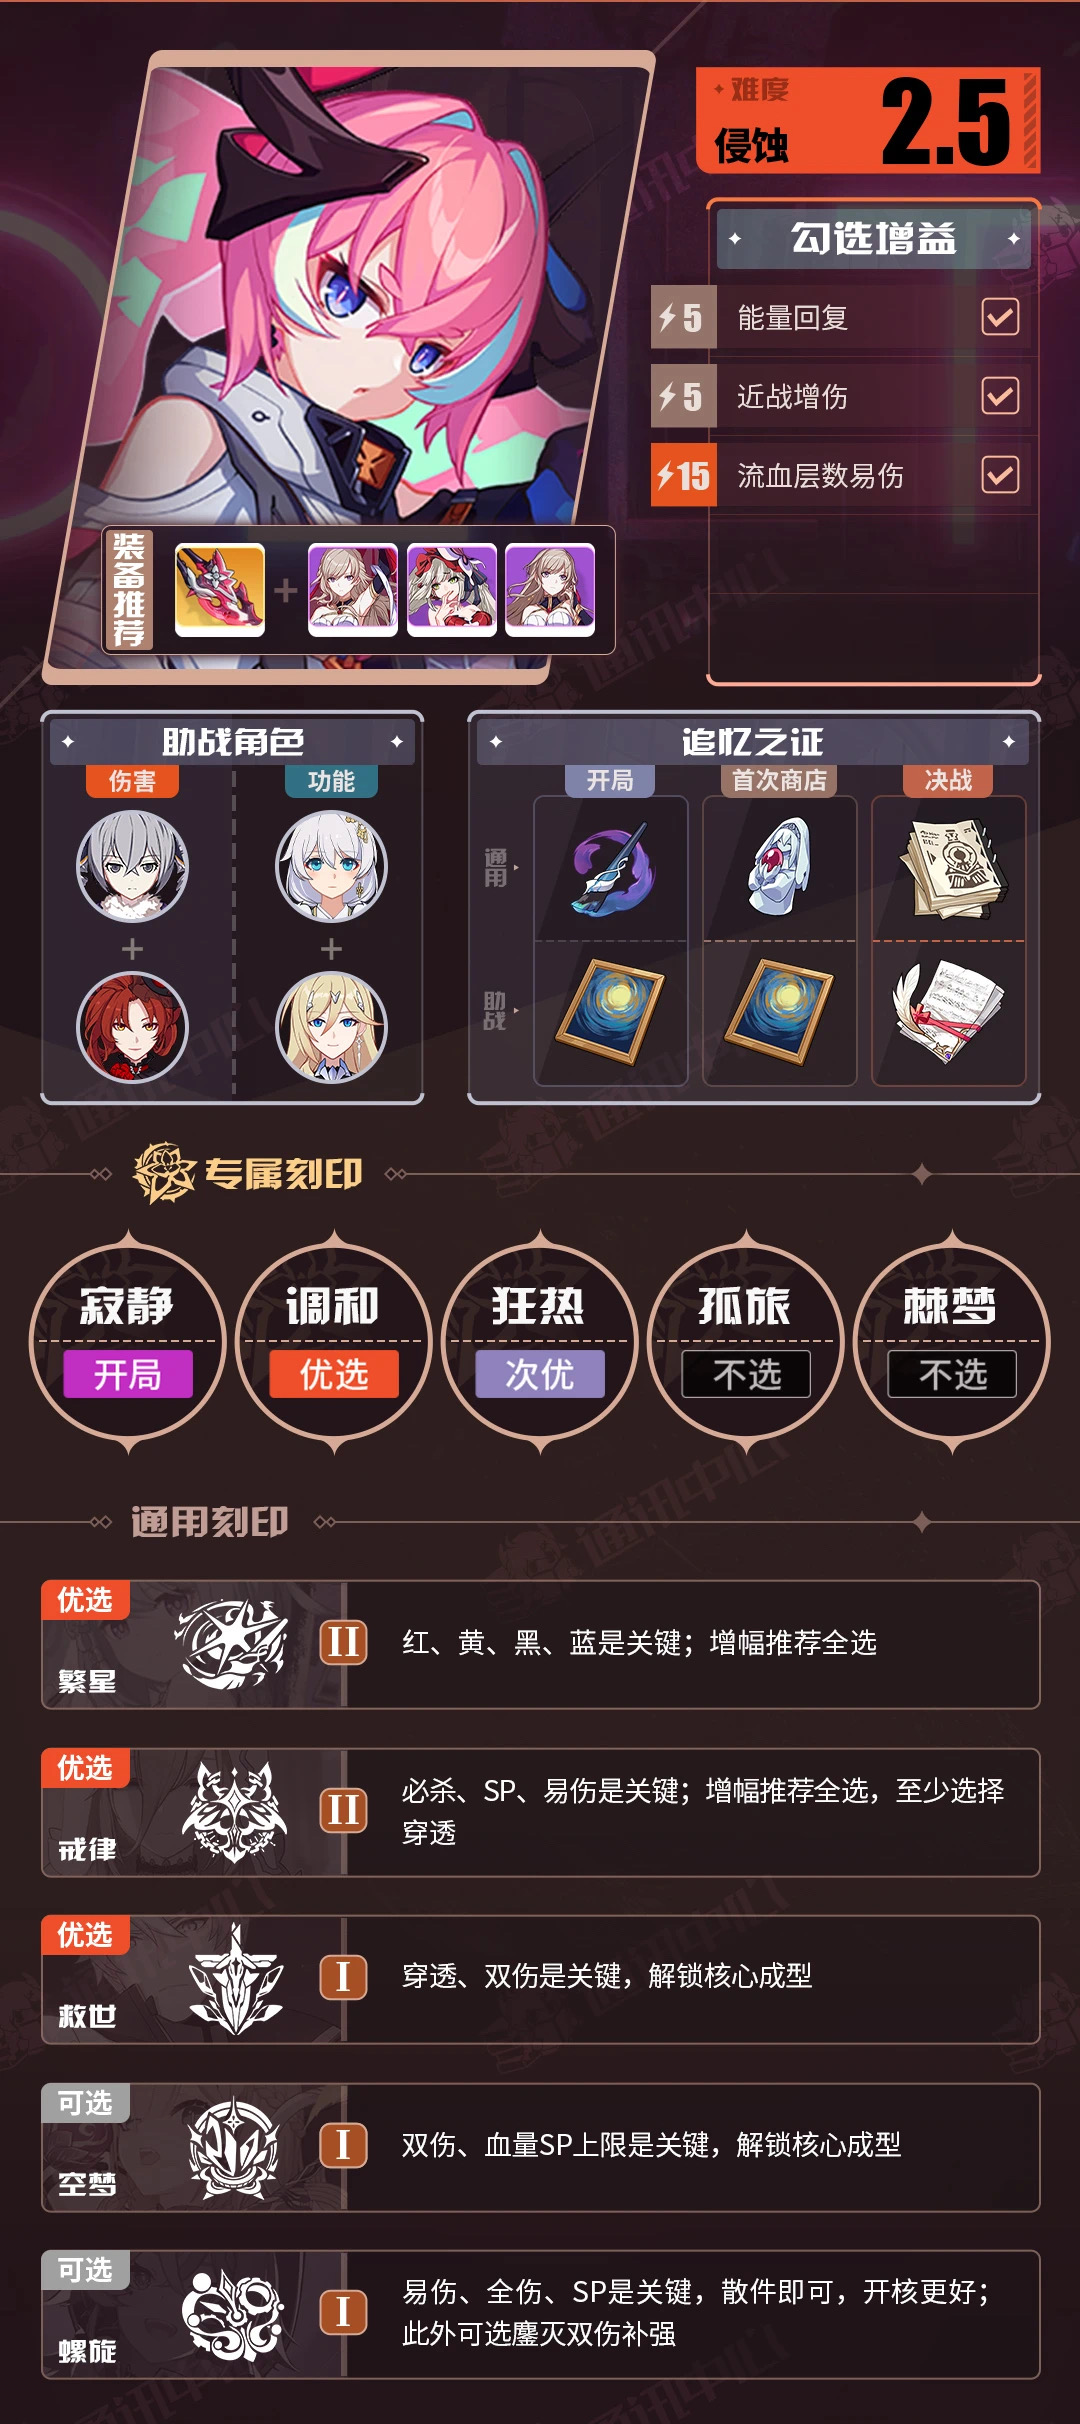 难度
侵蚀
2.5
勾选增益
5 能量回复
5 近战增伤
15 流血层数易伤
装备推荐
助战角色
伤害
功能
追忆之证
开局
首次商店
决战
通用
助战
专属刻印
寂静
开局
调和
优选
狂热
次优
孤旅
不选
棘梦
不选
通用刻印
优选
繁星
II
红、黄、黑、蓝是关键；增幅推荐全选
优选
戒律
II
必杀、SP、易伤是关键；增幅推荐全选，至少选择
穿透
优选
救世
I
穿透、双伤是关键，解锁核心成型
可选
空梦
I
双伤、血量SP上限是关键，解锁核心成型
可选
螺旋
I
易伤、全伤、SP是关键，散件即可，开核更好；
此外可选鏖灭双伤补强